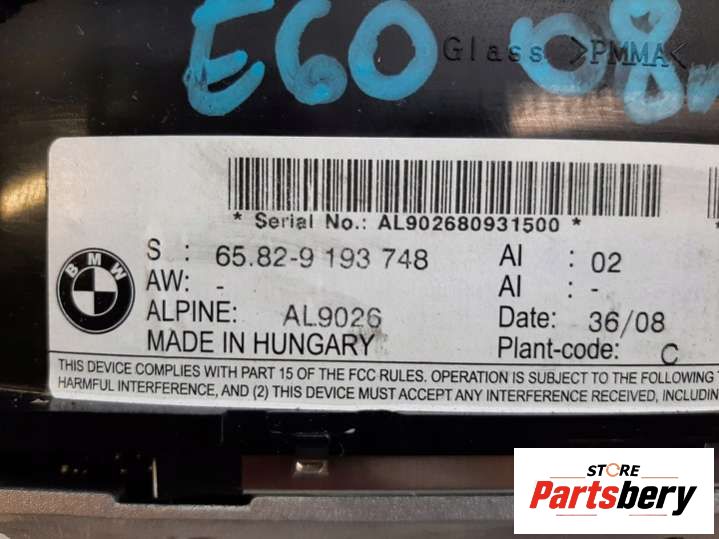 E60 08
Glass >PMMA<
* Serial No.: AL902680931500 *
BMW
S : 65.82-9 193 748 AI : 02
AW: - AI : -
ALPINE: AL9026 Date: 36/08
MADE IN HUNGARY Plant-code: C
THIS DEVICE COMPLIES WITH PART 15 OF THE FCC RULES. OPERATION IS SUBJECT TO THE FOLLOWING
HARMFUL INTERFERENCE, AND (2) THIS DEVICE MUST ACCEPT ANY INTERFERENCE RECEIVED, INCLUDIN
STORE
Partsbery